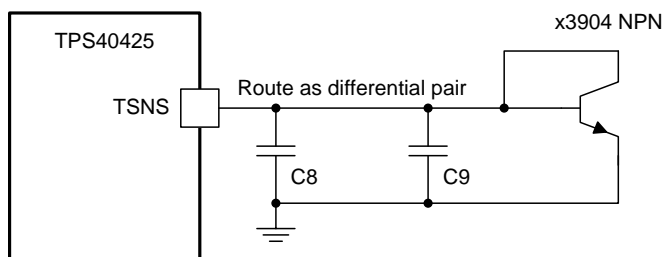 x3904 NPN
TPS40425
Route as differential pair
TSNS
C8
C9